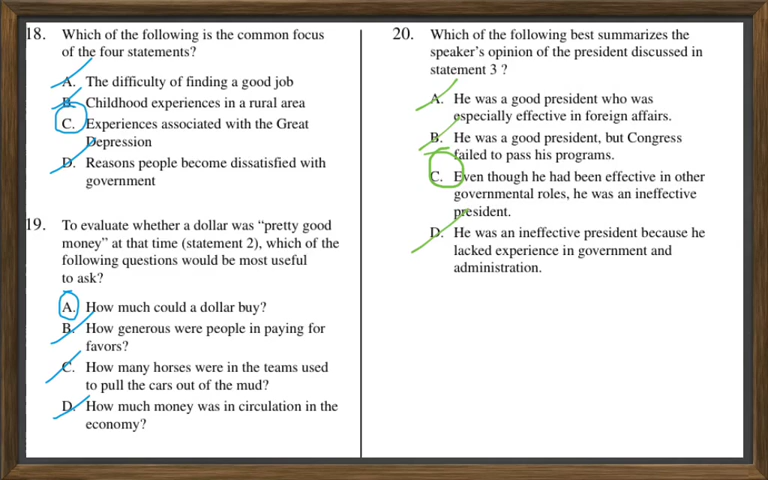 18. Which of the following is the common focus
of the four statements?
A. The difficulty of finding a good job
B. Childhood experiences in a rural area
C. Experiences associated with the Great
Depression
D. Reasons people become dissatisfied with
government
19. To evaluate whether a dollar was “pretty good
money” at that time (statement 2), which of the
following questions would be most useful
to ask?
A. How much could a dollar buy?
B. How generous were people in paying for
favors?
C. How many horses were in the teams used
to pull the cars out of the mud?
D. How much money was in circulation in the
economy?
20. Which of the following best summarizes the
speaker’s opinion of the president discussed in
statement 3 ?
A. He was a good president who was
especially effective in foreign affairs.
B. He was a good president, but Congress
failed to pass his programs.
C. Even though he had been effective in other
governmental roles, he was an ineffective
president.
D. He was an ineffective president because he
lacked experience in government and
administration.